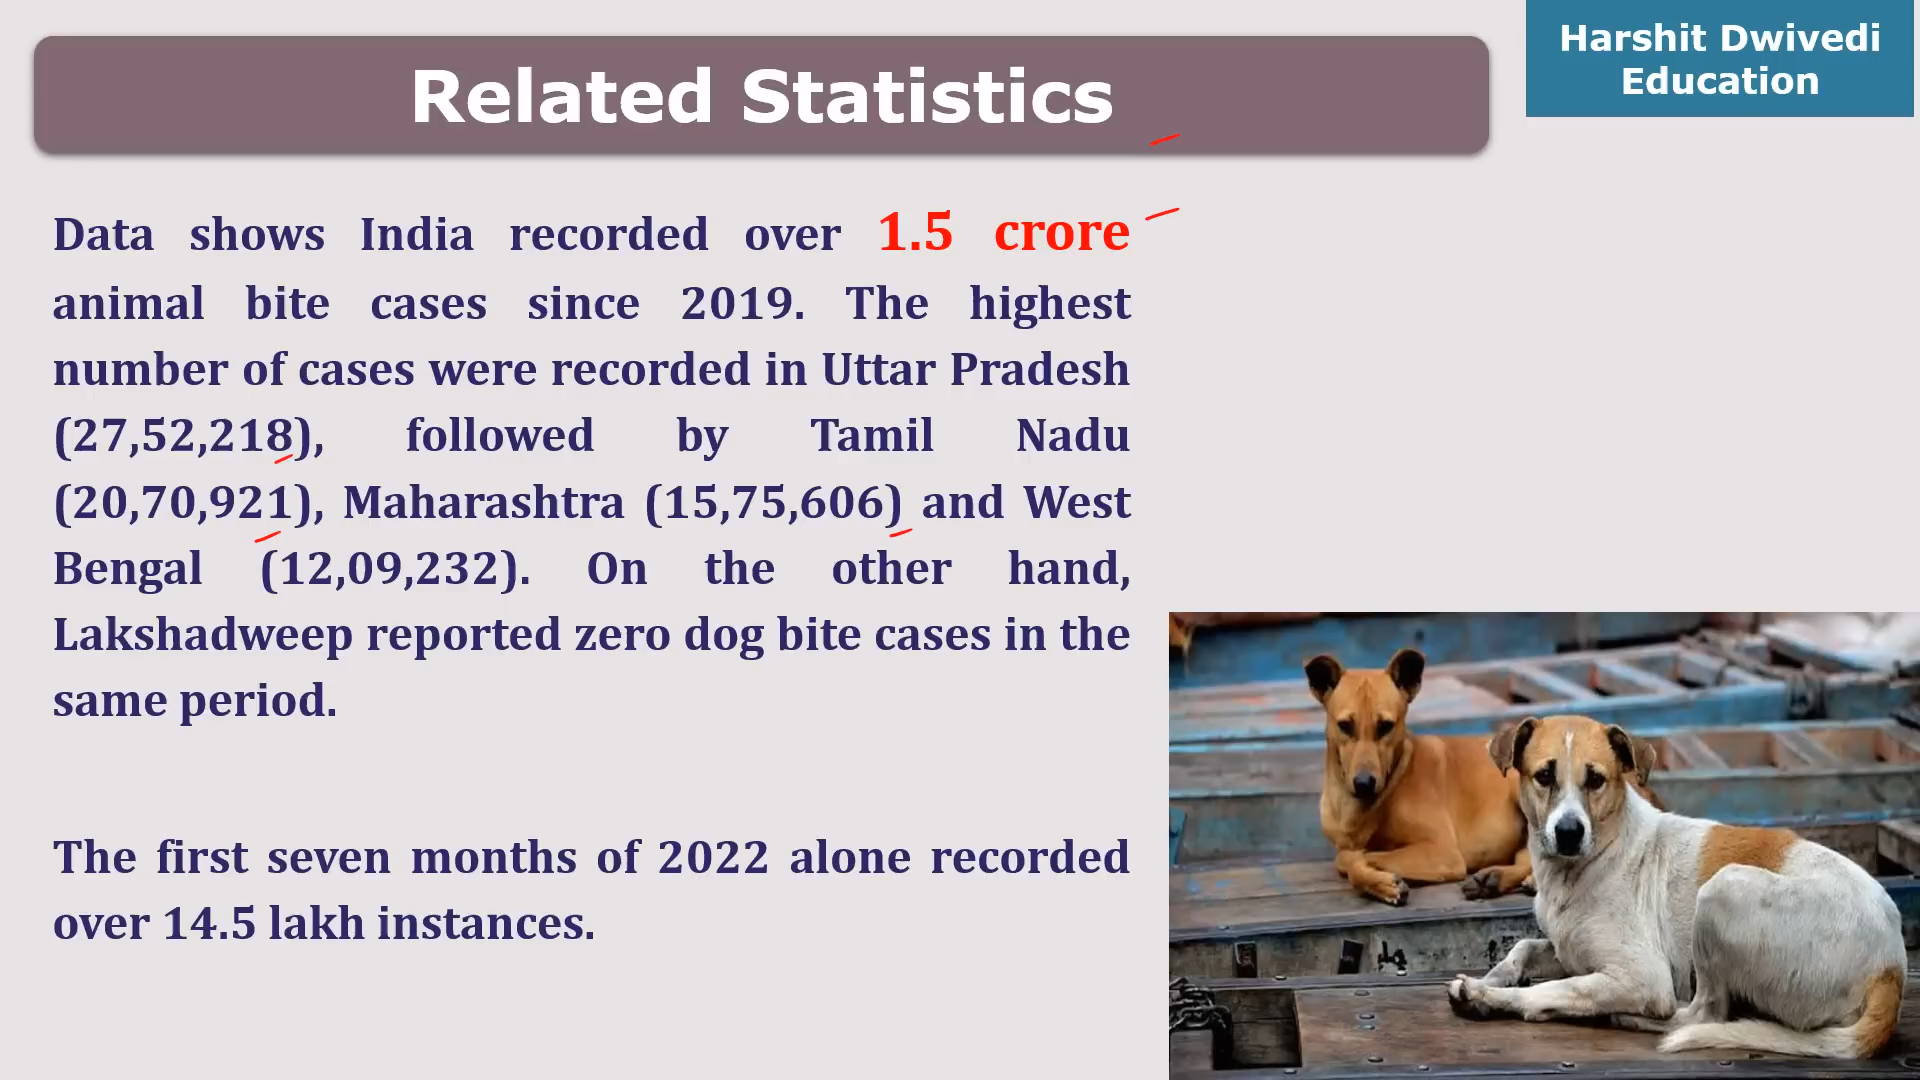 Related Statistics
Harshit Dwivedi
Education
Data shows India recorded over 1.5 crore
animal bite cases since 2019. The highest
number of cases were recorded in Uttar Pradesh
(27,52,218), followed by Tamil Nadu
(20,70,921), Maharashtra (15,75,606) and West
Bengal (12,09,232). On the other hand,
Lakshadweep reported zero dog bite cases in the
same period.
The first seven months of 2022 alone recorded
over 14.5 lakh instances.